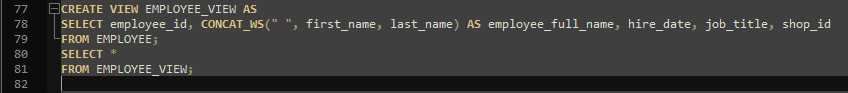 77 CREATE VIEW EMPLOYEE_VIEW AS
78 SELECT employee_id, CONCAT_WS(" ", first_name, last_name) AS employee_full_name, hire_date, job_title, shop_id
79 FROM EMPLOYEE;
80 SELECT *
81 FROM EMPLOYEE_VIEW;
82